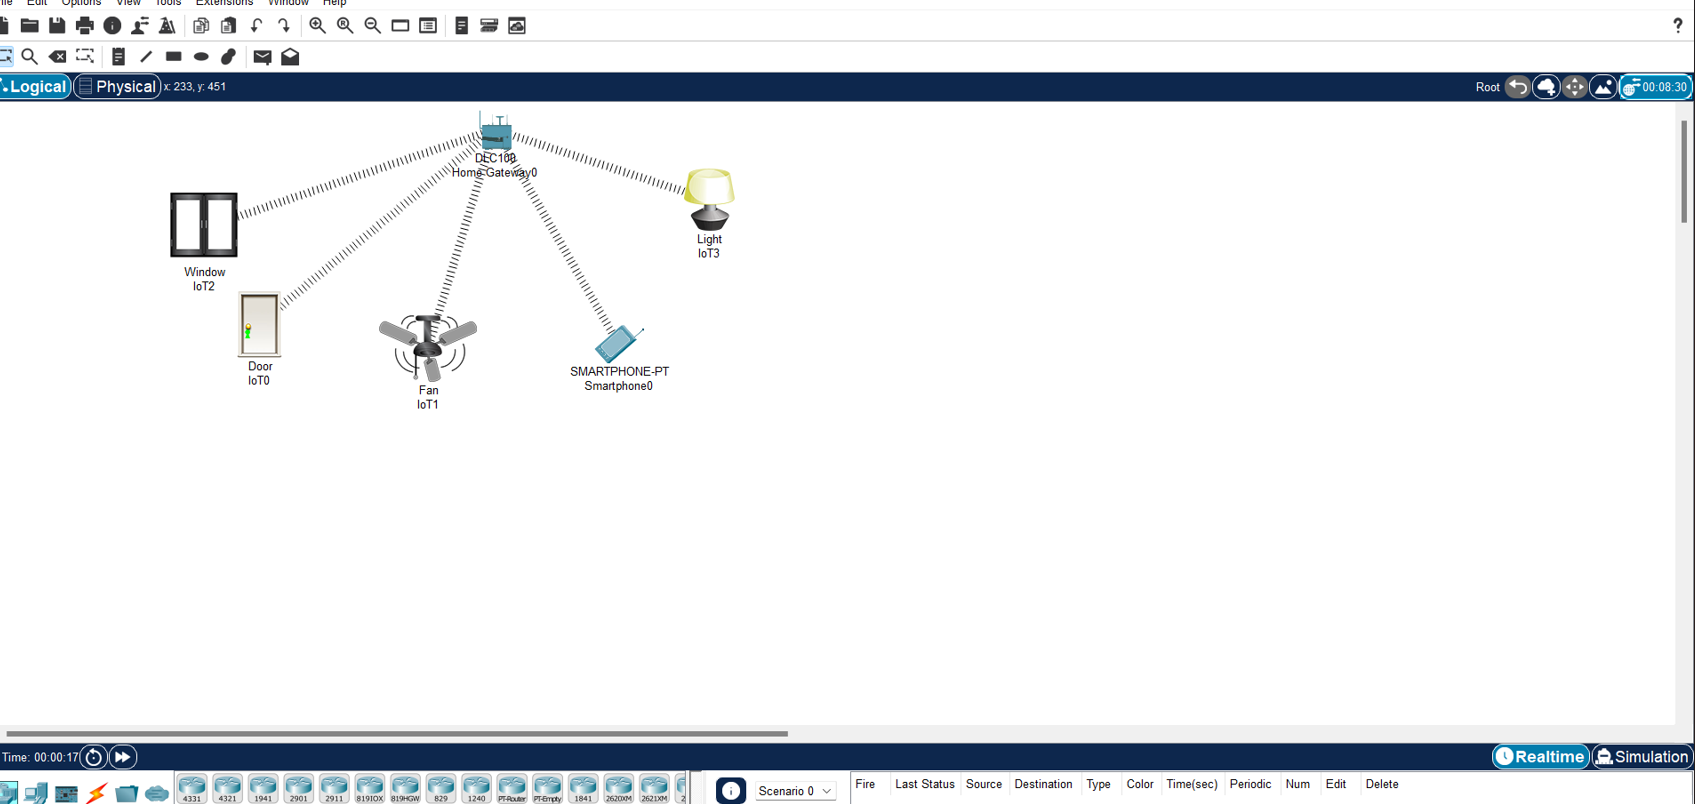 File Edit Options View Tools Extensions Window Help
?
Logical Physical x: 233, y: 451 Root 00:08:30
DLC100
Home Gateway0
Light
IoT3
Window
IoT2
Door
IoT0
SMARTPHONE-PT
Smartphone0
Fan
IoT1
Time: 00:00:17 Realtime Simulation
4331 4321 1941 2901 2911 819IOX 819HGW 829 1240 PT-Router PT-Empty 1841 2620XM 2621XM 2
Scenario 0
Fire Last Status Source Destination Type Color Time(sec) Periodic Num Edit Delete